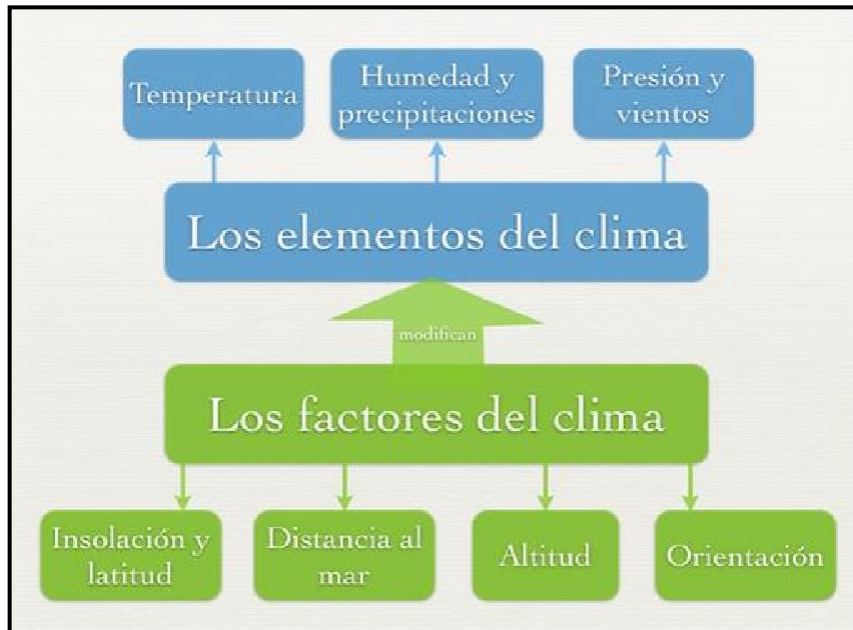 Temperatura
Humedad y
precipitaciones
Presión y
vientos
Los elementos del clima
modifican
Los factores del clima
Insolación y
latitud
Distancia al
mar
Altitud
Orientación